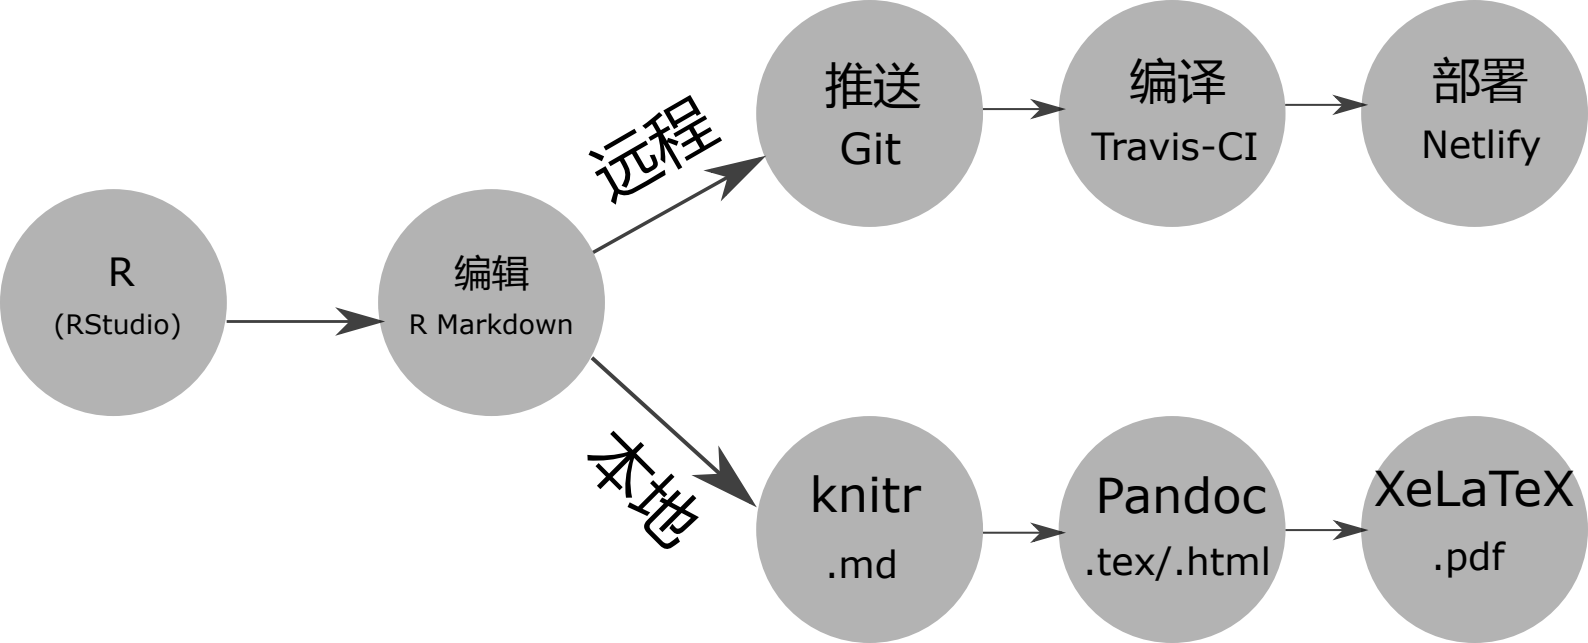 R
(RStudio)
编辑
R Markdown
远程
推送
Git
编译
Travis-CI
部署
Netlify
本地
knitr
.md
Pandoc
.tex/.html
XeLaTeX
.pdf